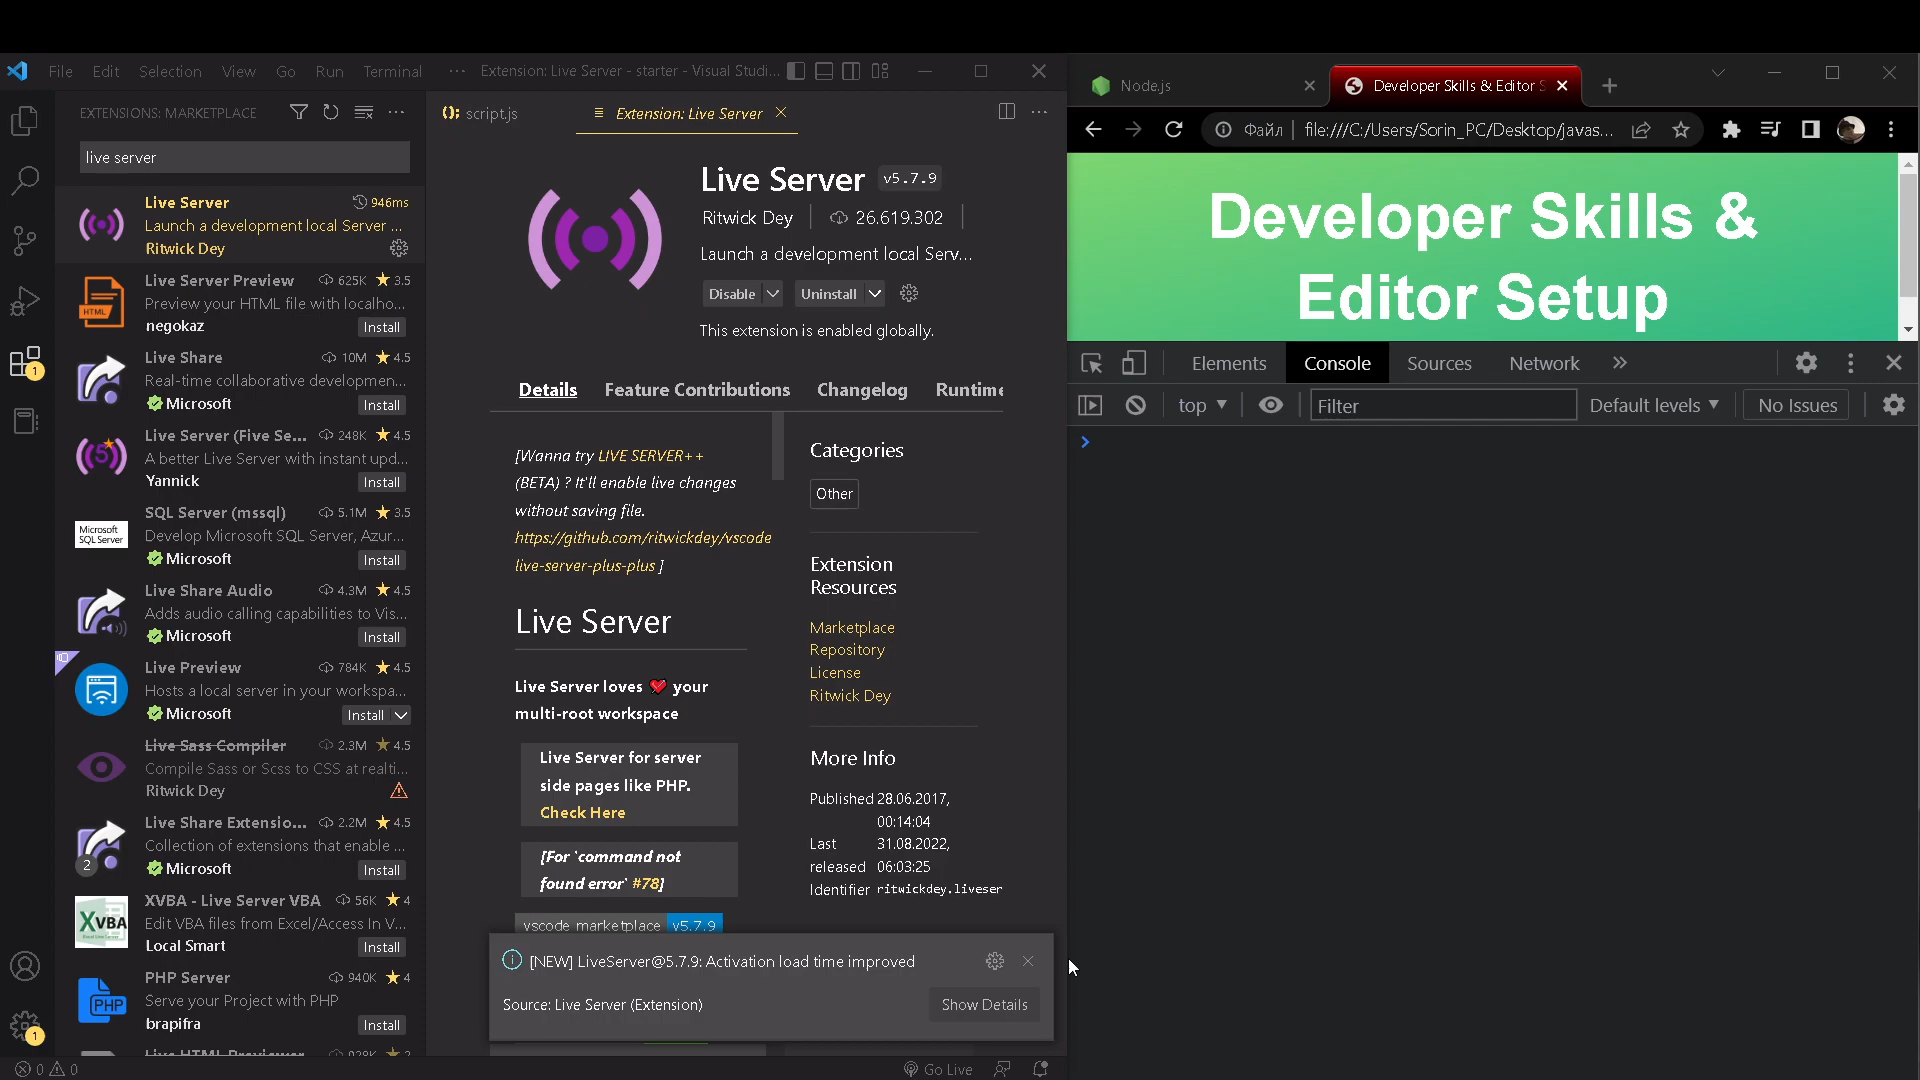 File Edit Selection View Go Run Terminal ··· Extension: Live Server - starter - Visual Studi...
EXTENSIONS: MARKETPLACE
live server
Live Server 946ms
Launch a development local Server ...
Ritwick Dey
Live Server Preview 625K 3.5
Preview your HTML file with localho...
negokaz Install
Live Share 10M 4.5
Real-time collaborative developmen...
Microsoft Install
Live Server (Five Se... 248K 4.5
A better Live Server with instant upd...
Yannick Install
SQL Server (mssql) 5.1M 3.5
Develop Microsoft SQL Server, Azur...
Microsoft Install
Live Share Audio 4.3M 4.5
Adds audio calling capabilities to Vis...
Microsoft Install
Live Preview 784K 4.5
Hosts a local server in your workspa...
Microsoft Install
Live Sass Compiler 2.3M 4.5
Compile Sass or Scss to CSS at realti...
Ritwick Dey
Live Share Extensio... 2.2M 4.5
Collection of extensions that enable ...
Microsoft Install
XVBA - Live Server VBA 56K 4
Edit VBA files from Excel/Access In V...
Local Smart Install
PHP Server 940K 4
Serve your Project with PHP
brapifra Install
Live HTML Previewer
HTML
5
Microsoft
SQL Server
2
XVBA
PHP
1
1
0 0
script.js
Extension: Live Server
Live Server v5.7.9
Ritwick Dey 26.619.302
Launch a development local Serv...
Disable Uninstall
This extension is enabled globally.
Details Feature Contributions Changelog Runtime
[Wanna try LIVE SERVER++
(BETA) ? It'll enable live changes
without saving file.
https://github.com/ritwickdey/vscode
live-server-plus-plus ]
Live Server
Live Server loves ❤ your
multi-root workspace
Live Server for server
side pages like PHP.
Check Here
[For `command not
found error` #78]
vscode marketplace v5.7.9
Categories
Other
Extension
Resources
Marketplace
Repository
License
Ritwick Dey
More Info
Published 28.06.2017,
00:14:04
Last 31.08.2022,
released 06:03:25
Identifier ritwickdey.liveser
[NEW] LiveServer@5.7.9: Activation load time improved
Source: Live Server (Extension) Show Details
Go Live
Node.js
Developer Skills & Editor S
Файл file:///C:/Users/Sorin_PC/Desktop/javas...
Developer Skills &
Editor Setup
Elements Console Sources Network »
top Filter Default levels No Issues